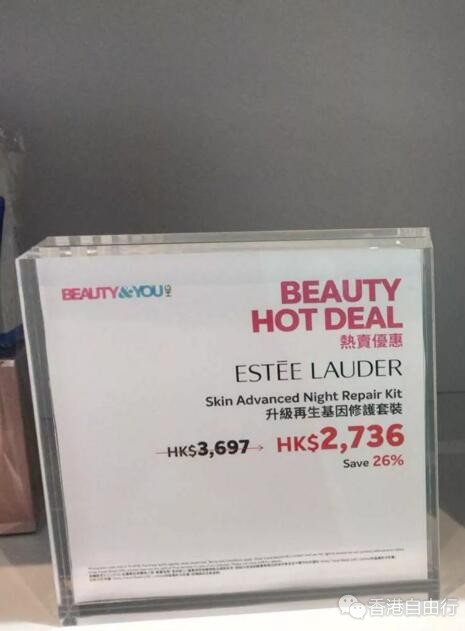 BEAUTY&YOU HK
BEAUTY
HOT DEAL
熱賣優惠
ESTĒE LAUDER
Skin Advanced Night Repair Kit
升級再生基因修護套裝
HK$3,697→ HK$2,736
Save 26%
香港自由行